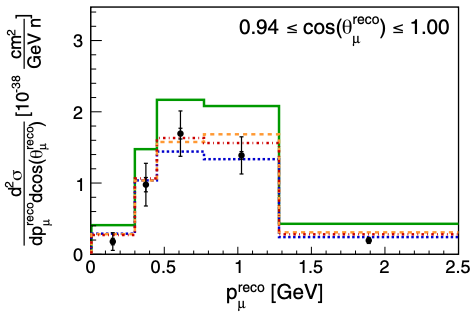 0.94 ≤ cos(θ_μ^reco) ≤ 1.00
d²σ / dp_μ^reco dcos(θ_μ^reco) [10⁻³⁸ cm² / GeV n]
3
2
1
0
0 0.5 1 1.5 2 2.5
p_μ^reco [GeV]